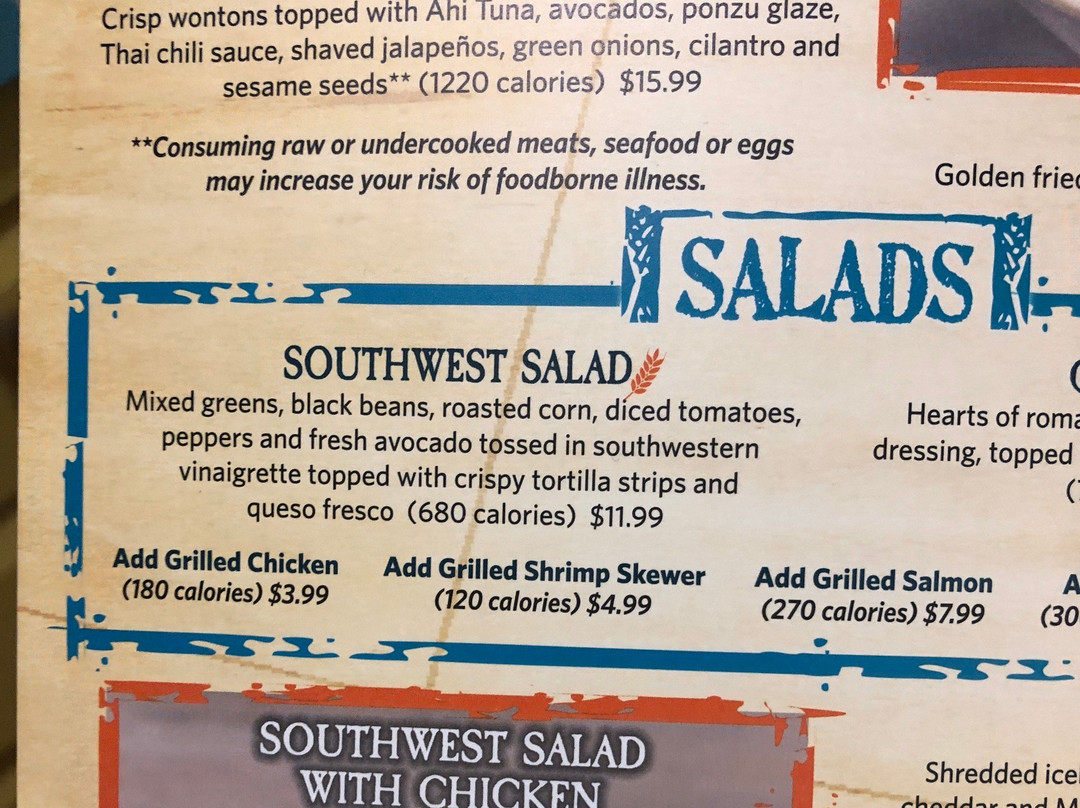 Crisp wontons topped with Ahi Tuna, avocados, ponzu glaze,
Thai chili sauce, shaved jalapeños, green onions, cilantro and
sesame seeds** (1220 calories) $15.99
**Consuming raw or undercooked meats, seafood or eggs
may increase your risk of foodborne illness.
Golden fried
SALADS
SOUTHWEST SALAD
Mixed greens, black beans, roasted corn, diced tomatoes,
peppers and fresh avocado tossed in southwestern
vinaigrette topped with crispy tortilla strips and
queso fresco (680 calories) $11.99
Hearts of roma
dressing, topped
Add Grilled Chicken
(180 calories) $3.99
Add Grilled Shrimp Skewer
(120 calories) $4.99
Add Grilled Salmon
(270 calories) $7.99
A
(30
SOUTHWEST SALAD
WITH CHICKEN
Shredded ice
cheddar and M